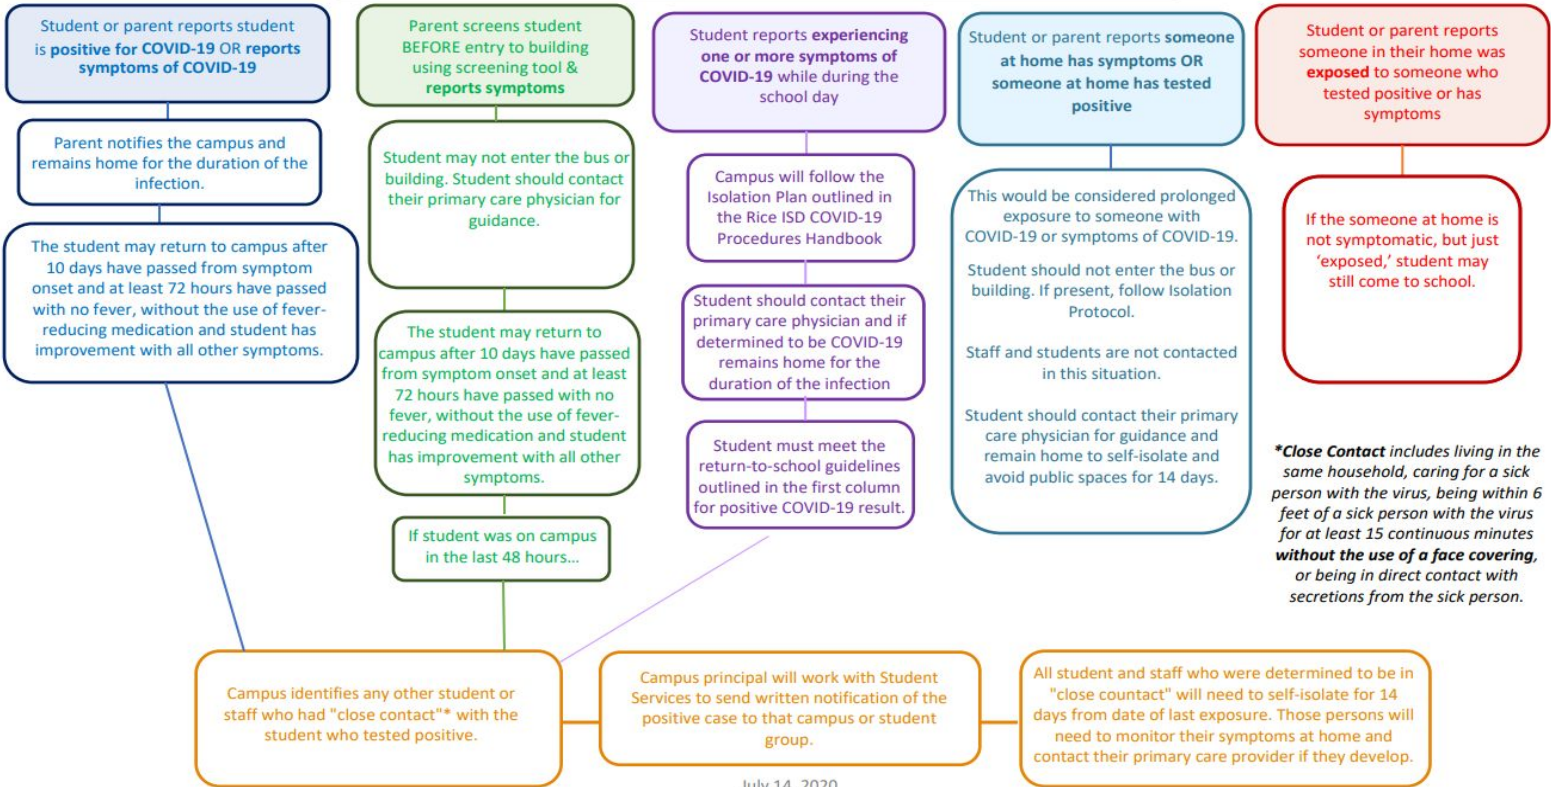 Student or parent reports student
is positive for COVID-19 OR reports
symptoms of COVID-19
Parent notifies the campus and
remains home for the duration of the
infection.
The student may return to campus after
10 days have passed from symptom
onset and at least 72 hours have passed
with no fever, without the use of fever-
reducing medication and student has
improvement with all other symptoms.
Parent screens student
BEFORE entry to building
using screening tool &
reports symptoms
Student may not enter the bus or
building. Student should contact
their primary care physician for
guidance.
The student may return to
campus after 10 days have passed
from symptom onset and at least
72 hours have passed with no
fever, without the use of fever-
reducing medication and student
has improvement with all other
symptoms.
If student was on campus
in the last 48 hours…
Student reports experiencing
one or more symptoms of
COVID-19 while during the
school day
Campus will follow the
Isolation Plan outlined in
the Rice ISD COVID-19
Procedures Handbook
Student should contact their
primary care physician and if
determined to be COVID-19
remains home for the
duration of the infection
Student must meet the
return-to-school guidelines
outlined in the first column
for positive COVID-19 result.
Student or parent reports someone
at home has symptoms OR
someone at home has tested
positive
This would be considered prolonged
exposure to someone with
COVID-19 or symptoms of COVID-19.
Student should not enter the bus or
building. If present, follow Isolation
Protocol.
Staff and students are not contacted
in this situation.
Student should contact their primary
care physician for guidance and
remain home to self-isolate and
avoid public spaces for 14 days.
Student or parent reports
someone in their home was
exposed to someone who
tested positive or has
symptoms
If the someone at home is
not symptomatic, but just
‘exposed,’ student may
still come to school.
*Close Contact includes living in the
same household, caring for a sick
person with the virus, being within 6
feet of a sick person with the virus
for at least 15 continuous minutes
without the use of a face covering,
or being in direct contact with
secretions from the sick person.
Campus identifies any other student or
staff who had "close contact"* with the
student who tested positive.
Campus principal will work with Student
Services to send written notification of the
positive case to that campus or student
group.
All student and staff who were determined to be in
"close countact" will need to self-isolate for 14
days from date of last exposure. Those persons will
need to monitor their symptoms at home and
contact their primary care provider if they develop.
July 14, 2020